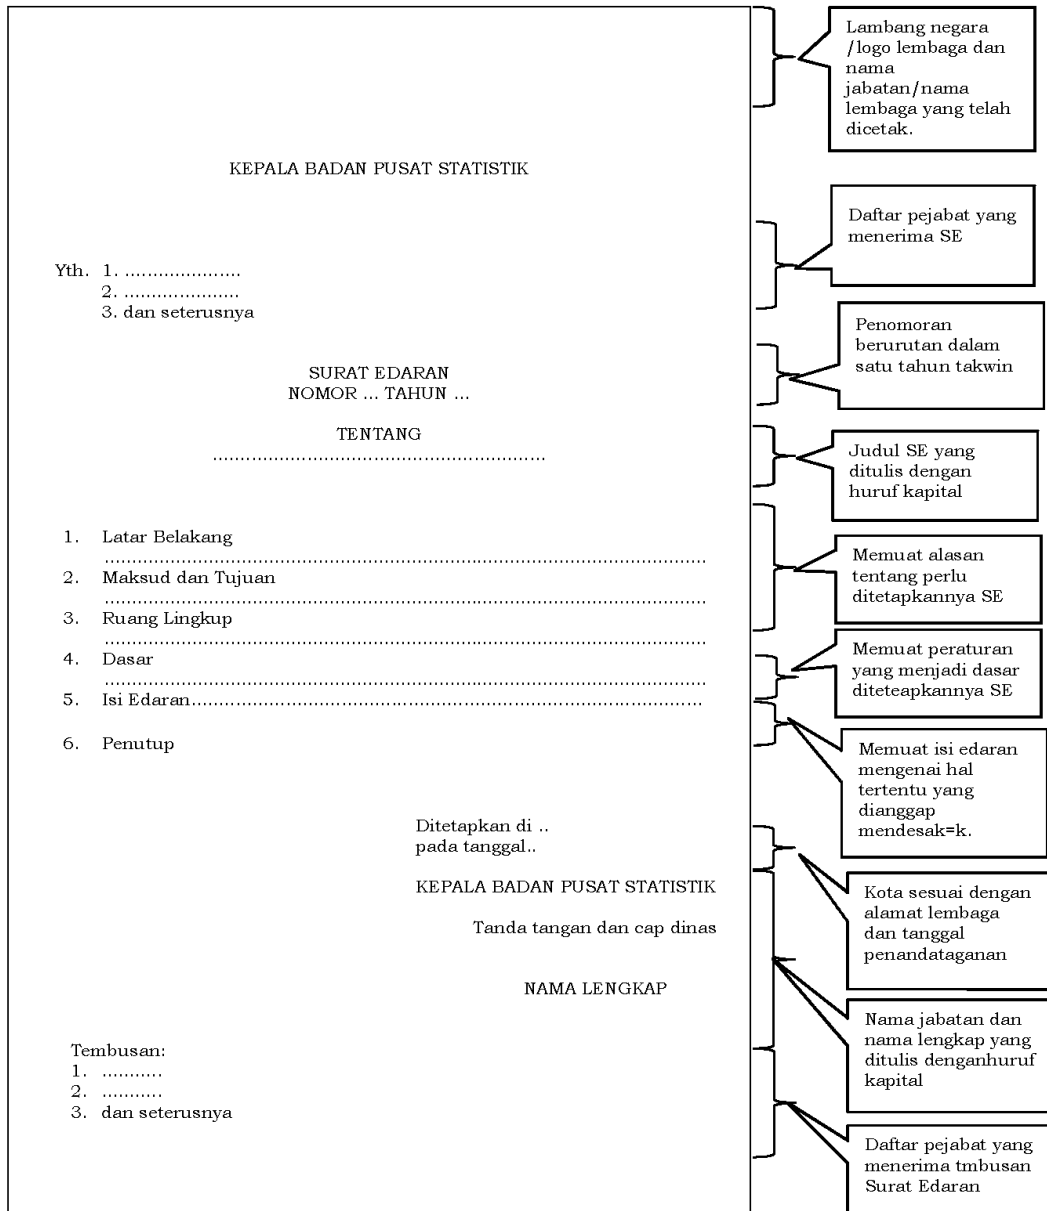 Lambang negara
/logo lembaga dan
nama
jabatan/nama
lembaga yang telah
dicetak.
KEPALA BADAN PUSAT STATISTIK
Daftar pejabat yang
menerima SE
Yth. 1. .....................
2. .....................
3. dan seterusnya
Penomoran
berurutan dalam
satu tahun takwin
SURAT EDARAN
NOMOR ... TAHUN ...
TENTANG
............................................................
Judul SE yang
ditulis dengan
huruf kapital
1. Latar Belakang
.............................................................................................................
2. Maksud dan Tujuan
.............................................................................................................
3. Ruang Lingkup
.............................................................................................................
4. Dasar
.............................................................................................................
5. Isi Edaran.............................................................................................
6. Penutup
Memuat alasan
tentang perlu
ditetapkannya SE
Memuat peraturan
yang menjadi dasar
diteteapkannya SE
Memuat isi edaran
mengenai hal
tertentu yang
dianggap
mendesak=k.
Ditetapkan di ..
pada tanggal..
KEPALA BADAN PUSAT STATISTIK
Tanda tangan dan cap dinas
NAMA LENGKAP
Kota sesuai dengan
alamat lembaga
dan tanggal
penandataganan
Nama jabatan dan
nama lengkap yang
ditulis denganhuruf
kapital
Tembusan:
1. ...........
2. ...........
3. dan seterusnya
Daftar pejabat yang
menerima tmbusan
Surat Edaran